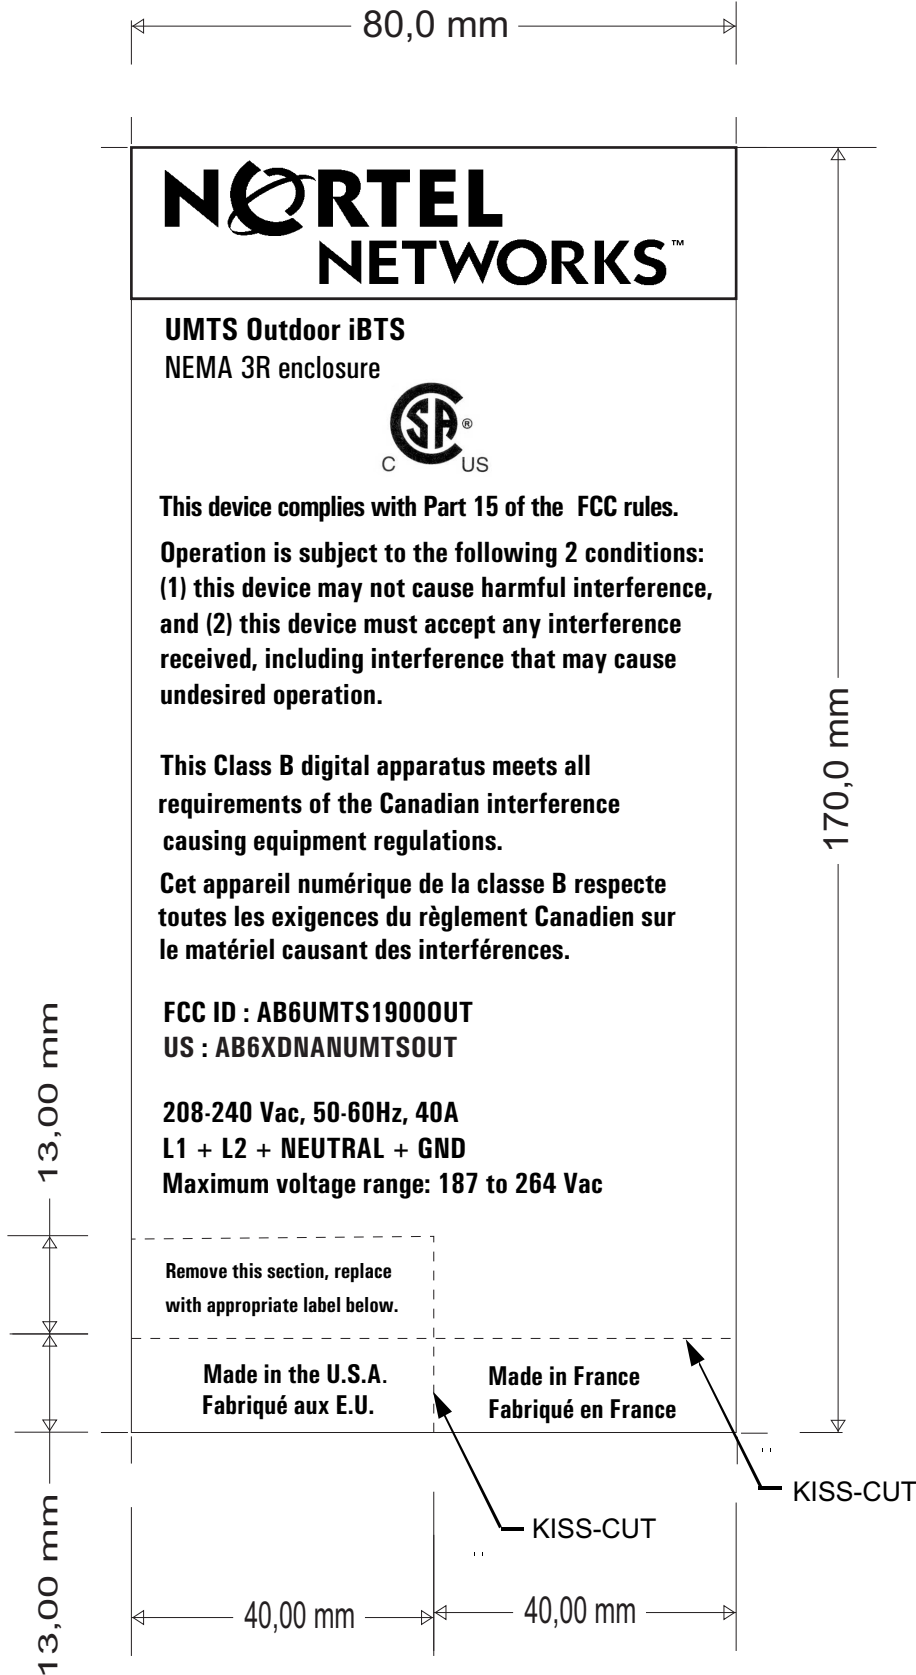 80,0 mm
NORTEL
NETWORKS™
UMTS Outdoor iBTS
NEMA 3R enclosure
CSA ®
C US
This device complies with Part 15 of the FCC rules.
Operation is subject to the following 2 conditions:
(1) this device may not cause harmful interference,
and (2) this device must accept any interference
received, including interference that may cause
undesired operation.
170,0 mm
This Class B digital apparatus meets all
requirements of the Canadian interference
causing equipment regulations.
Cet appareil numérique de la classe B respecte
toutes les exigences du règlement Canadien sur
le matériel causant des interférences.
FCC ID : AB6UMTS1900OUT
US : AB6XDNANUMTSOUT
13,00 mm
208-240 Vac, 50-60Hz, 40A
L1 + L2 + NEUTRAL + GND
Maximum voltage range: 187 to 264 Vac
Remove this section, replace
with appropriate label below.
Made in the U.S.A.
Fabriqué aux E.U.
Made in France
Fabriqué en France
KISS-CUT
KISS-CUT
13,00 mm
40,00 mm
40,00 mm